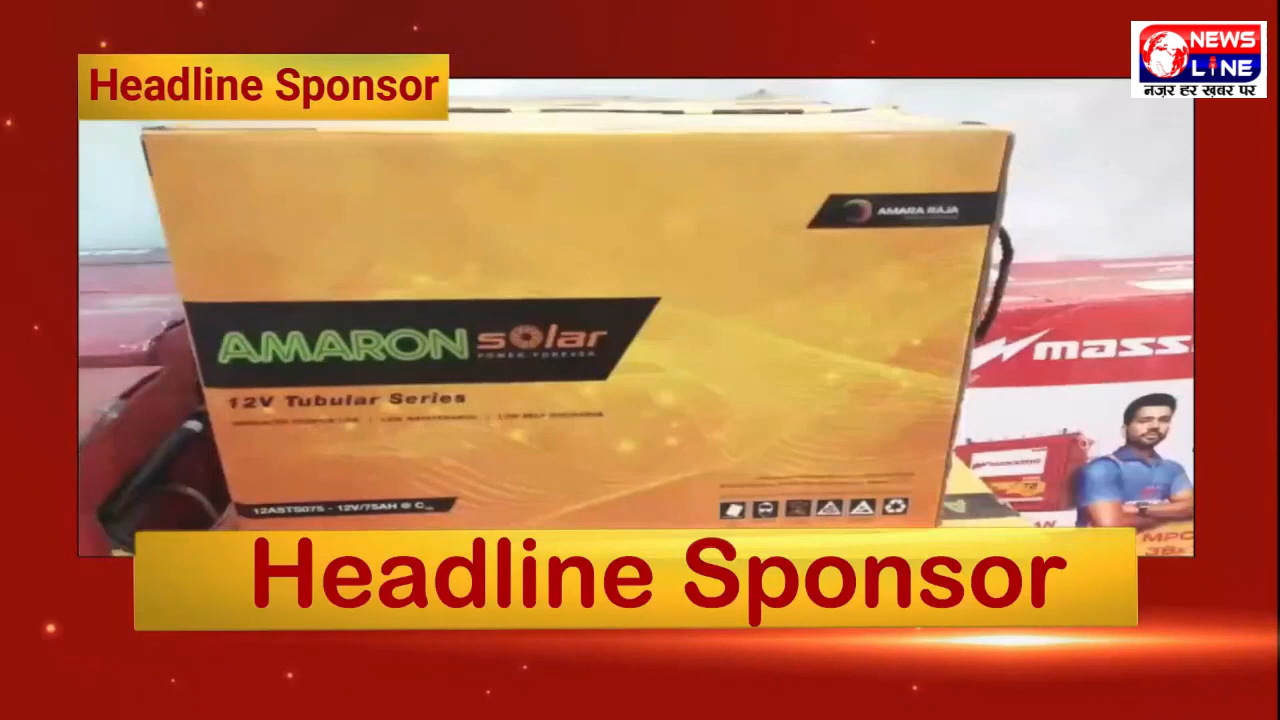 Headline Sponsor
NEWS
LINE
नज़र हर ख़बर पर
AMARA RAJA
AMARON solar
POWER FOREVER
12V Tubular Series
12AST5075 - 12V/75AH @ C
mass
Headline Sponsor